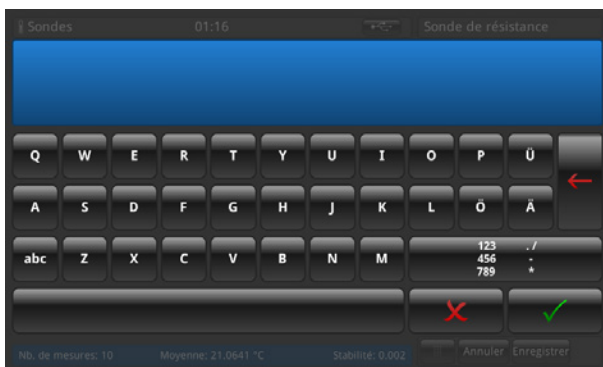 Sondes 01:16 Sonde de résistance
Q W E R T Y U I O P Ü
A S D F G H J K L Ö Ä
abc Z X C V B N M 123 ./
456 -
789 *
Nb. de mesures: 10 Moyenne: 21,0641 °C Stabilité: 0,002 Annuler Enregistrer